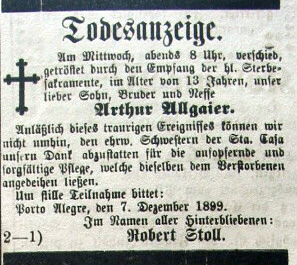 Todesanzeige.
Am Mittwoch, abends 8 Uhr, verschied,
getröstet durch den Empfang der hl. Sterbe-
sakramente, im Alter von 13 Jahren, unser
lieber Sohn, Bruder und Neffe
Arthur Allgaier.
Anläßlich dieses traurigen Ereignisses können wir
nicht umhin, den ehrw. Schwestern der Sta. Casa
unsern Dank abzustatten für die aufopfernde und
sorgfältige Pflege, welche dieselben dem Verstorbenen
angedeihen ließen.
Um stille Teilnahme bittet:
Porto Alegre, den 7. Dezember 1899.
Im Namen aller Hinterbliebenen:
2—1) Robert Stoll.